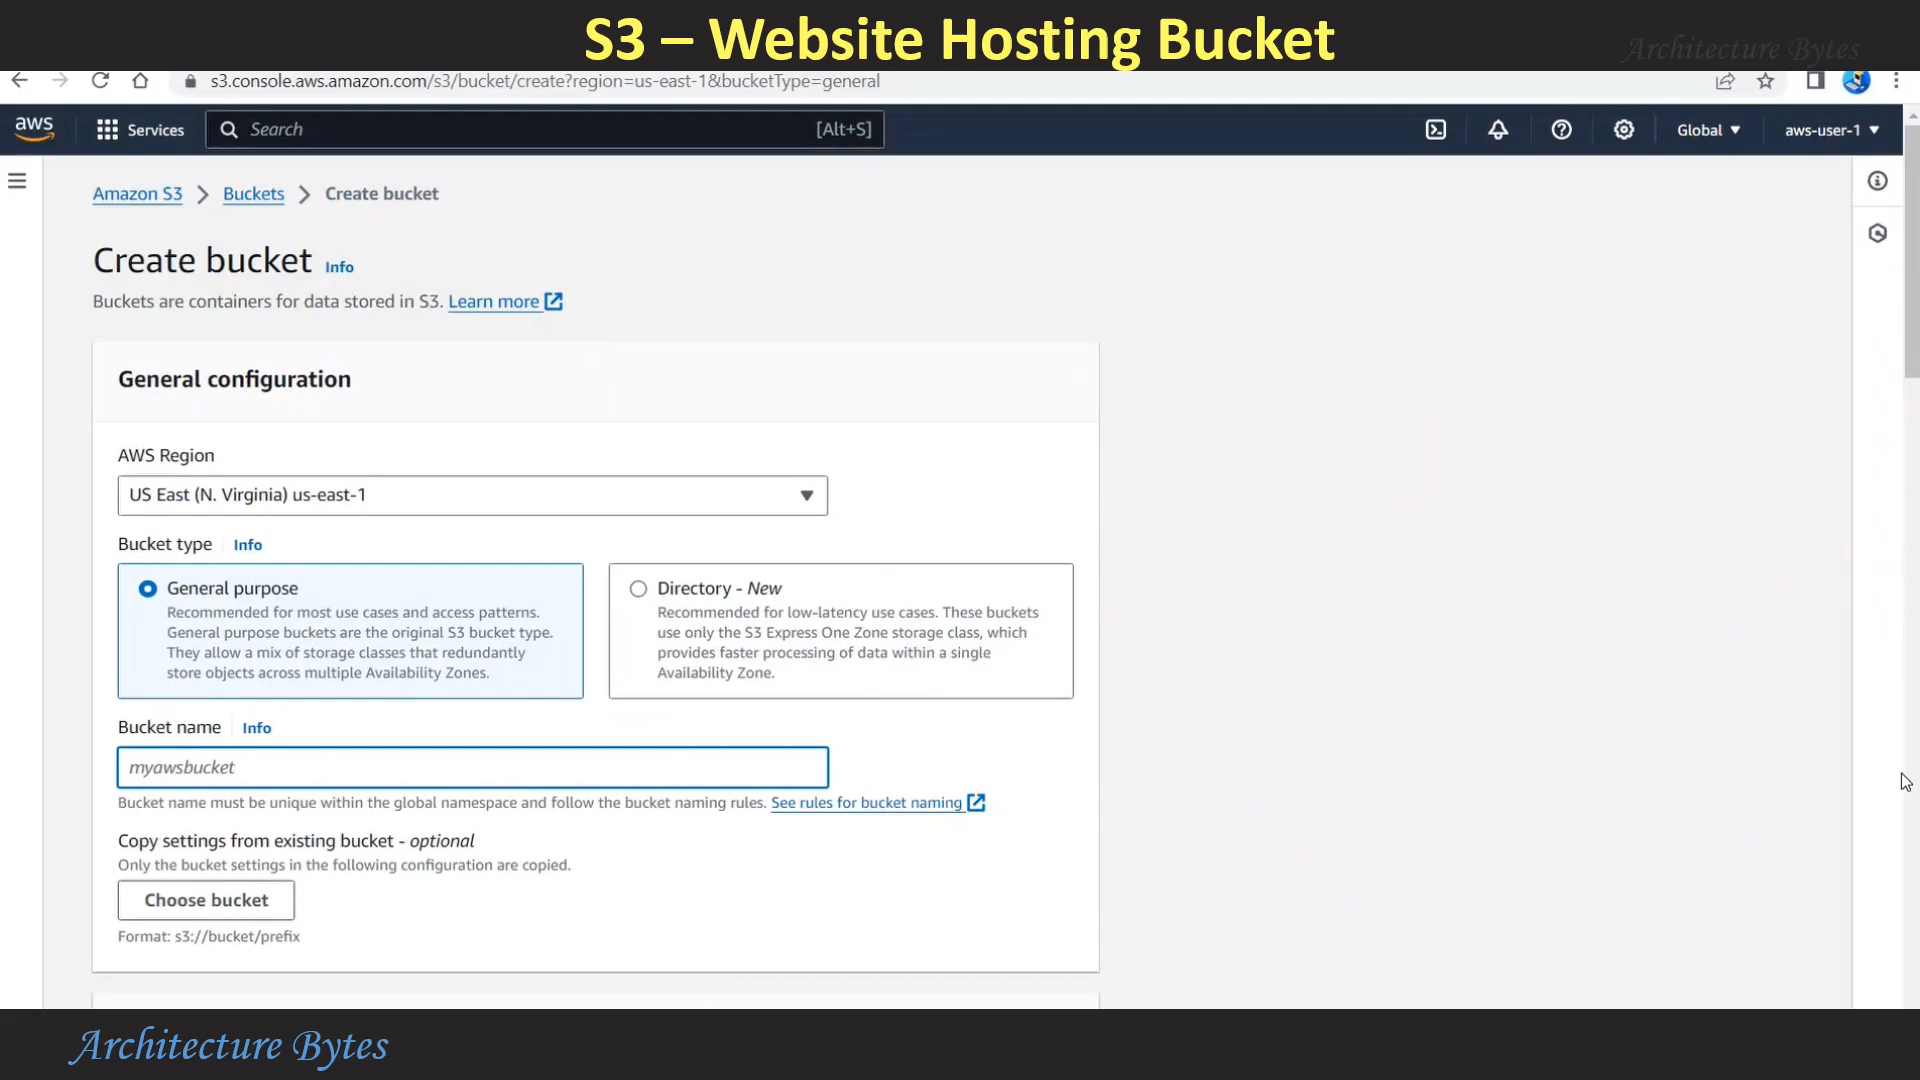 S3 – Website Hosting Bucket
Architecture Bytes
s3.console.aws.amazon.com/s3/bucket/create?region=us-east-1&bucketType=general
aws
Services
Search
[Alt+S]
Global
aws-user-1
Amazon S3
Buckets
Create bucket
Create bucket Info
Buckets are containers for data stored in S3. Learn more
General configuration
AWS Region
US East (N. Virginia) us-east-1
Bucket type Info
General purpose
Recommended for most use cases and access patterns.
General purpose buckets are the original S3 bucket type.
They allow a mix of storage classes that redundantly
store objects across multiple Availability Zones.
Directory - New
Recommended for low-latency use cases. These buckets
use only the S3 Express One Zone storage class, which
provides faster processing of data within a single
Availability Zone.
Bucket name Info
myawsbucket
Bucket name must be unique within the global namespace and follow the bucket naming rules. See rules for bucket naming
Copy settings from existing bucket - optional
Only the bucket settings in the following configuration are copied.
Choose bucket
Format: s3://bucket/prefix
Architecture Bytes